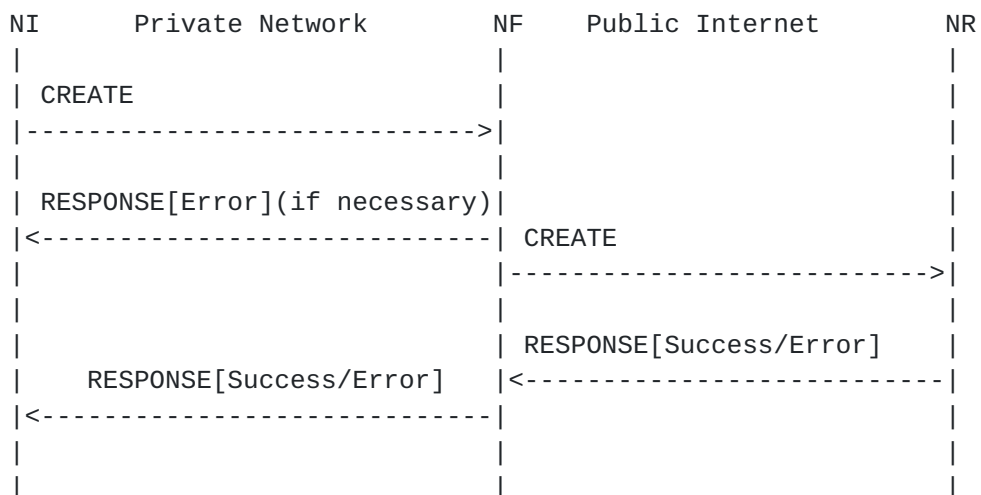 NI      Private Network        NF    Public Internet        NR
|                              |                            |
| CREATE                       |                            |
|----------------------------->|                            |
|                              |                            |
| RESPONSE[Error](if necessary)|                            |
|<-----------------------------| CREATE                     |
|                              |--------------------------->|
|                              |                            |
|                              | RESPONSE[Success/Error]    |
|    RESPONSE[Success/Error]   |<---------------------------|
|<-----------------------------|                            |
|                              |                            |
|                              |                            |